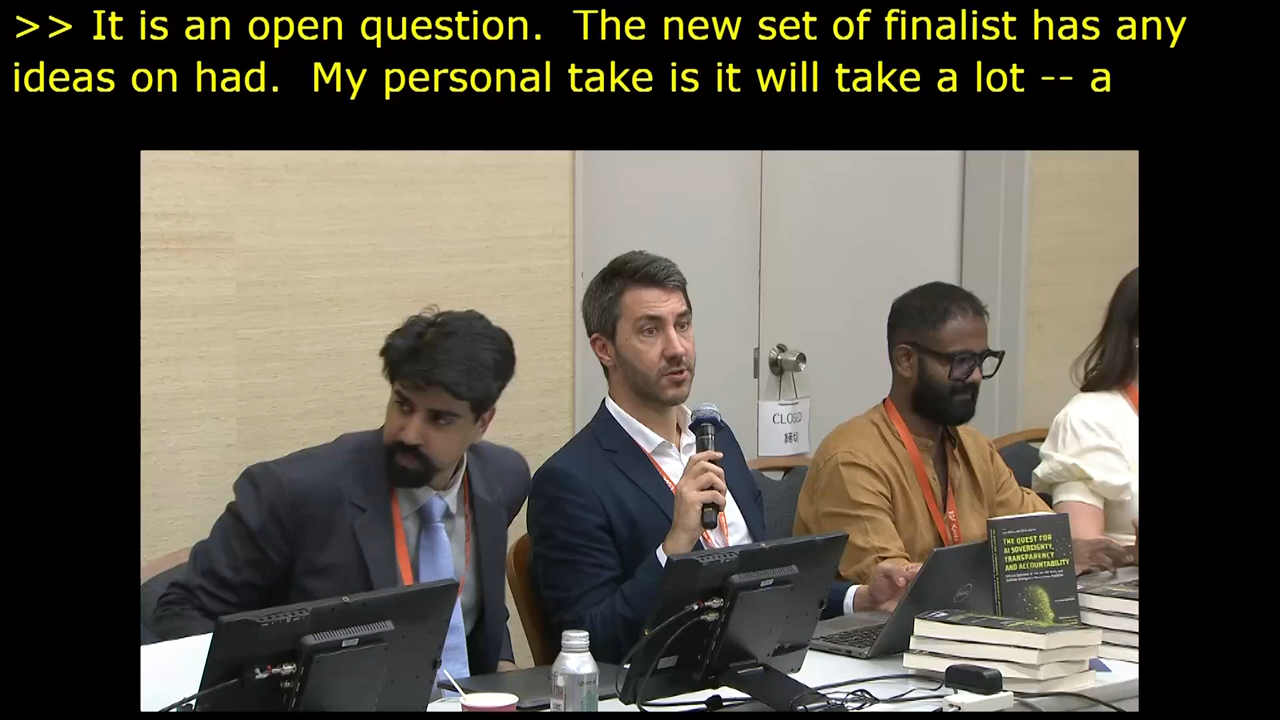 >> It is an open question.  The new set of finalist has any
ideas on had.  My personal take is it will take a lot -- a
CLOSED
THE QUEST FOR
AI SOVEREIGNTY,
TRANSPARENCY
AND ACCOUNTABILITY
DELL